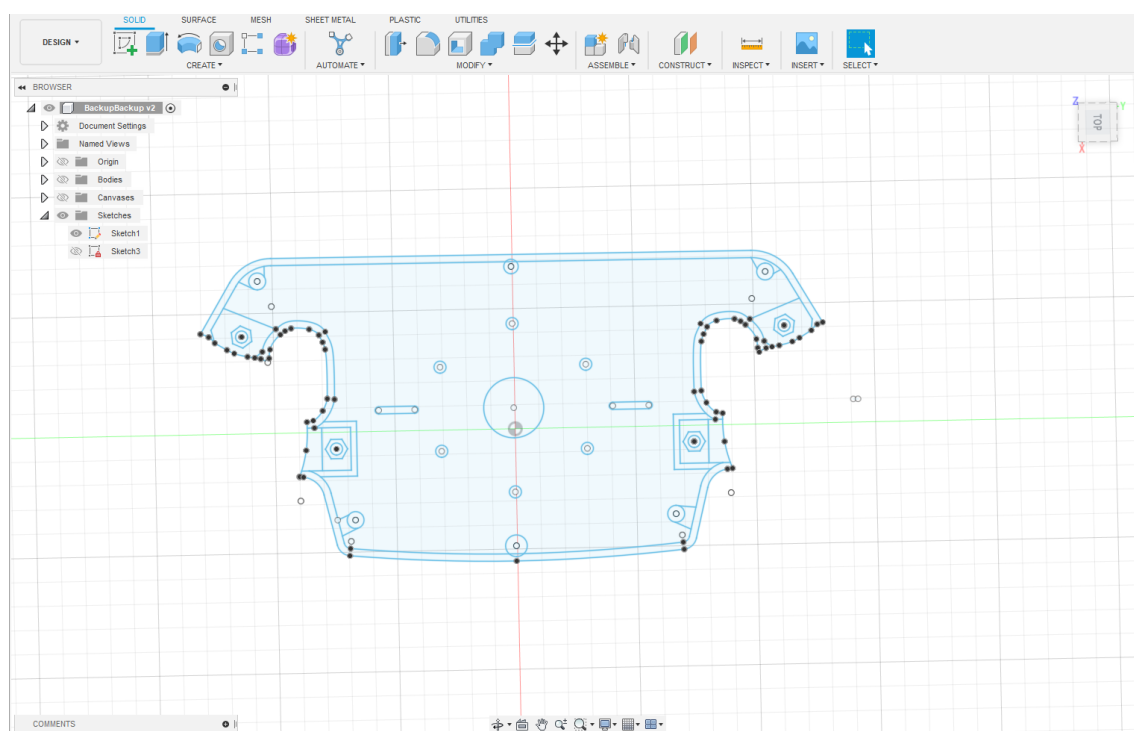 SOLID SURFACE MESH SHEET METAL PLASTIC UTILITIES
DESIGN
CREATE AUTOMATE MODIFY ASSEMBLE CONSTRUCT INSPECT INSERT SELECT
BROWSER
BackupBackup v2
Document Settings
Named Views
Origin
Bodies
Canvases
Sketches
Sketch1
Sketch3
Z
Y
TOP
X
COMMENTS